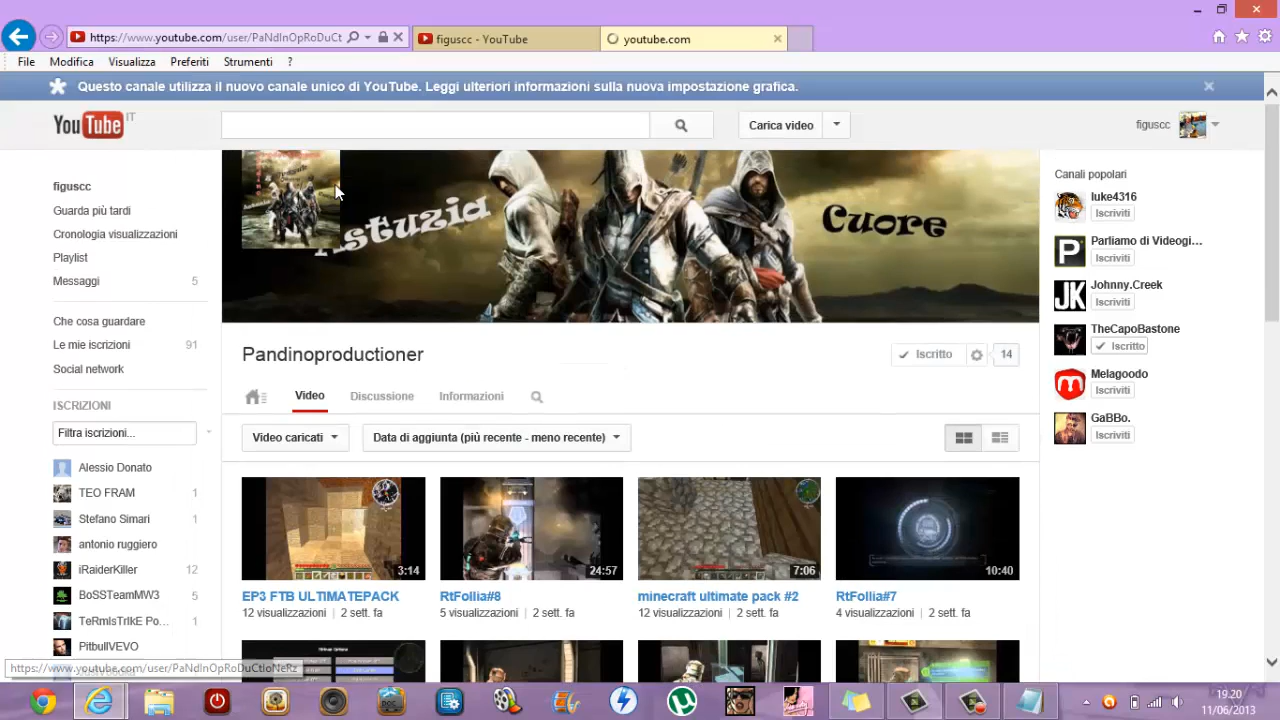 https://www.youtube.com/user/PaNdInOpRoDuCt
figuscc - YouTube
youtube.com
File
Modifica
Visualizza
Preferiti
Strumenti
?
Questo canale utilizza il nuovo canale unico di YouTube. Leggi ulteriori informazioni sulla nuova impostazione grafica.
YouTube IT
Carica video
figuscc
figuscc
Guarda più tardi
Cronologia visualizzazioni
Playlist
Messaggi 5
Che cosa guardare
Le mie iscrizioni 91
Social network
ISCRIZIONI
Filtra iscrizioni...
Alessio Donato
TEO FRAM 1
Stefano Simari 1
antonio ruggiero
iRaiderKiller 12
BoSSTeamMW3 5
TeRmIsTrIkE Po... 1
PitbullVEVO
https://www.youtube.com/user/PaNdInOpRoDuCtIoNeRz
Astuzia
Cuore
Pandinoproductioner
Iscritto
14
Video
Discussione
Informazioni
Video caricati
Data di aggiunta (più recente - meno recente)
3:14
EP3 FTB ULTIMATEPACK
12 visualizzazioni 2 sett. fa
24:57
RtFollia#8
5 visualizzazioni 2 sett. fa
7:06
minecraft ultimate pack #2
12 visualizzazioni 2 sett. fa
10:40
RtFollia#7
4 visualizzazioni 2 sett. fa
Canali popolari
luke4316
Iscriviti
Parliamo di Videogi...
Iscriviti
Johnny.Creek
Iscriviti
TheCapoBastone
Iscritto
Melagoodo
Iscriviti
GaBBo.
Iscriviti
19:20
11/06/2013